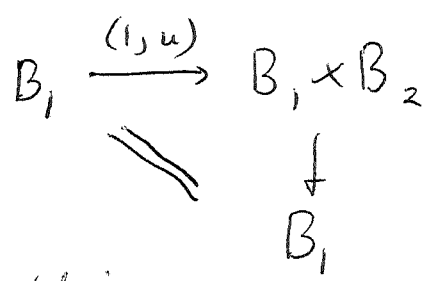 (1, u)
B₁ → B₁ × B₂
B₁